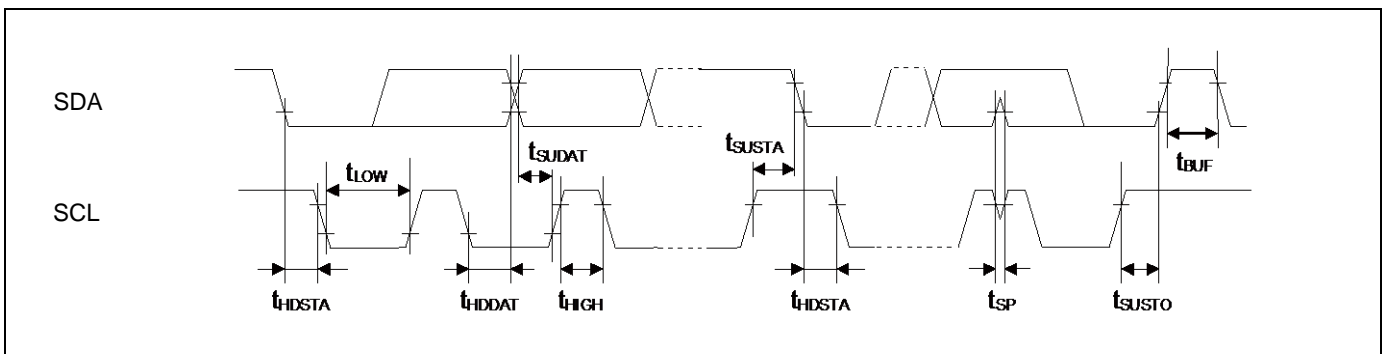 SDA
tSUDAT
tSUSTA
tBUF
tLOW
SCL
tHDSTA
tHDDAT
tHIGH
tHDSTA
tSP
tSUSTO